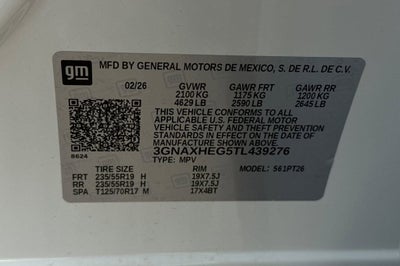 gm
MFD BY GENERAL MOTORS DE MEXICO, S. DE R.L. DE C.V.
02/26 GVWR GAWR FRT GAWR RR
2100 KG 1175 KG 1200 KG
4629 LB 2590 LB 2645 LB
THIS VEHICLE CONFORMS TO ALL APPLICABLE
U.S. FEDERAL MOTOR VEHICLE SAFETY, BUMPER, AND
THEFT PREVENTION STANDARDS IN EFFECT ON THE
DATE OF MANUFACTURE SHOWN ABOVE.
3GNAXHEG5TL439276
8624 TYPE: MPV
TIRE SIZE RIM 561PT26
FRT 235/55R19 H 19X7.5J
RR 235/55R19 H 19X7.5J
SPA T125/70R17 M 17X4BT